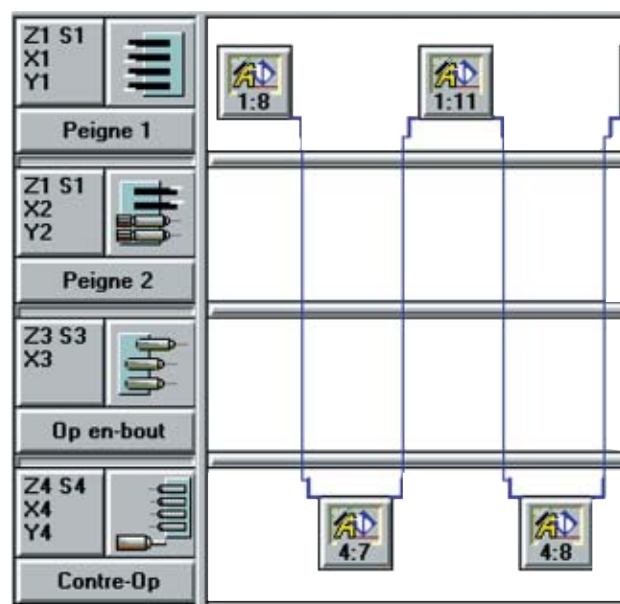 Z1 S1
X1
Y1
Peigne 1
1:8
1:11
Z1 S1
X2
Y2
Peigne 2
Z3 S3
X3
Op en-bout
Z4 S4
X4
Y4
Contre-Op
4:7
4:8